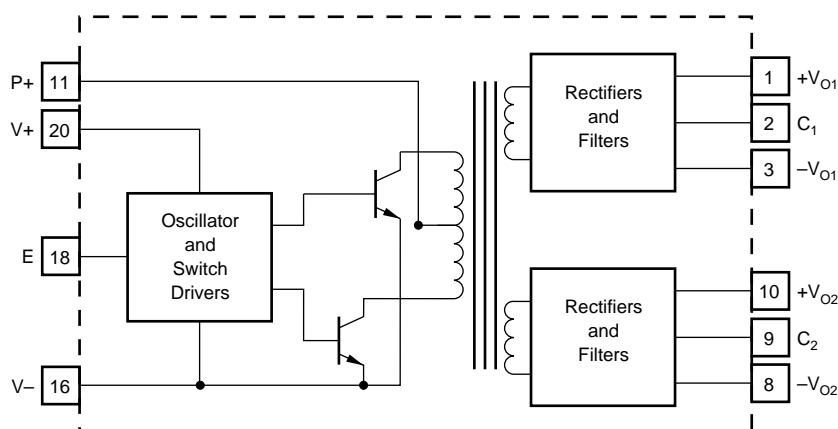 P+ 11
V+ 20
E 18
V– 16
Oscillator
and
Switch
Drivers
Rectifiers
and
Filters
1 +VO1
2 C1
3 –VO1
Rectifiers
and
Filters
10 +VO2
9 C2
8 –VO2